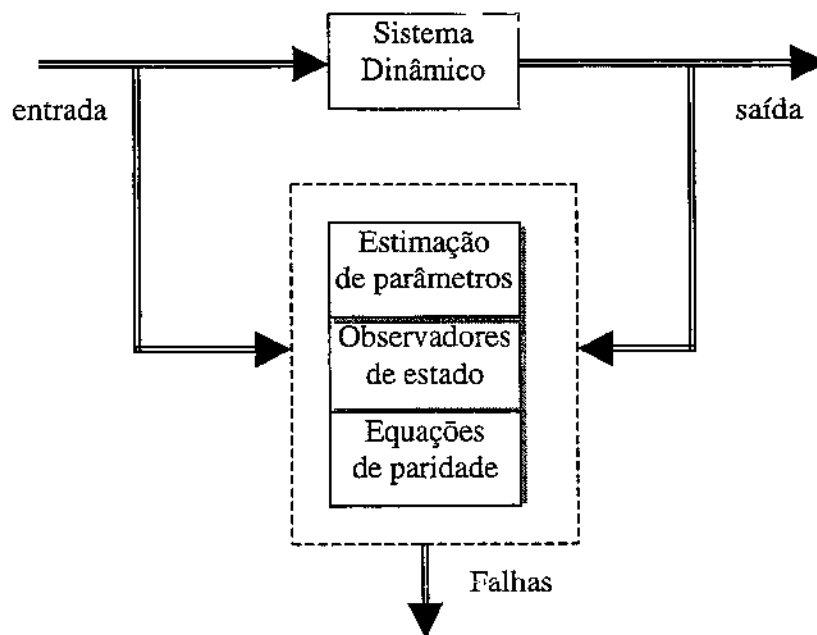 Sistema
Dinâmico
entrada
saída
Estimação
de parâmetros
Observadores
de estado
Equações
de paridade
Falhas